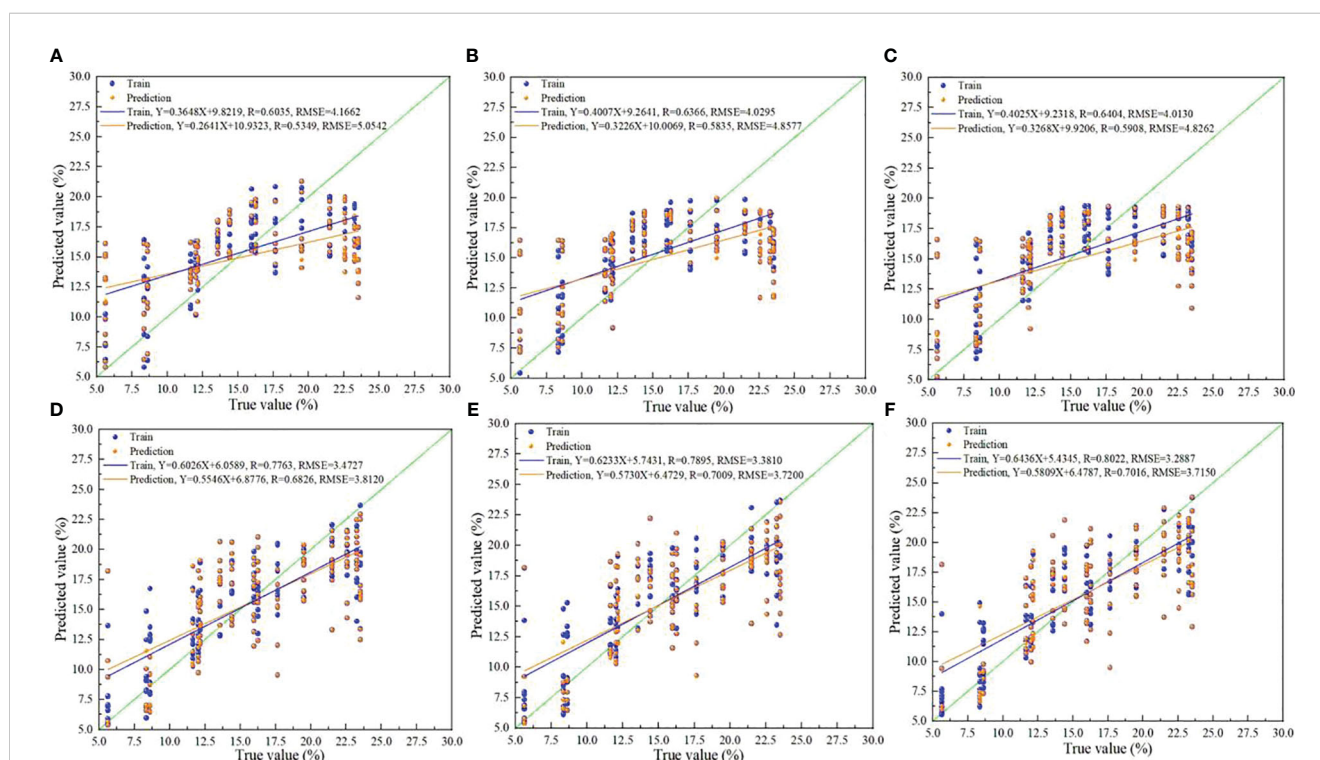 A
30.0
27.5
25.0
22.5
20.0
17.5
15.0
12.5
10.0
7.5
5.0
Predicted value (%)
Train
Prediction
Train, Y=0.3648X+9.8219, R=0.6035, RMSE=4.1662
Prediction, Y=0.2641X+10.9323, R=0.5349, RMSE=5.0542
5.0 7.5 10.0 12.5 15.0 17.5 20.0 22.5 25.0 27.5 30.0
True value (%)
B
30.0
27.5
25.0
22.5
20.0
17.5
15.0
12.5
10.0
7.5
5.0
Predicted value (%)
Train
Prediction
Train, Y=0.4007X+9.2641, R=0.6366, RMSE=4.0295
Prediction, Y=0.3226X+10.0069, R=0.5835, RMSE=4.8577
5.0 7.5 10.0 12.5 15.0 17.5 20.0 22.5 25.0 27.5 30.0
True value (%)
C
30.0
27.5
25.0
22.5
20.0
17.5
15.0
12.5
10.0
7.5
5.0
Predicted value (%)
Train
Prediction
Train, Y=0.4025X+9.2318, R=0.6404, RMSE=4.0130
Prediction, Y=0.3268X+9.9206, R=0.5908, RMSE=4.8262
5.0 7.5 10.0 12.5 15.0 17.5 20.0 22.5 25.0 27.5 30.0
True value (%)
D
30.0
27.5
25.0
22.5
20.0
17.5
15.0
12.5
10.0
7.5
5.0
Predicted value (%)
Train
Prediction
Train, Y=0.6026X+6.0589, R=0.7763, RMSE=3.4727
Prediction, Y=0.5546X+6.8776, R=0.6826, RMSE=3.8120
5.0 7.5 10.0 12.5 15.0 17.5 20.0 22.5 25.0 27.5 30.0
True value (%)
E
30.0
27.5
25.0
22.5
20.0
17.5
15.0
12.5
10.0
7.5
5.0
Predicted value (%)
Train
Prediction
Train, Y=0.6233X+5.7431, R=0.7895, RMSE=3.3810
Prediction, Y=0.5730X+6.4729, R=0.7009, RMSE=3.7200
5.0 7.5 10.0 12.5 15.0 17.5 20.0 22.5 25.0 27.5 30.0
True value (%)
F
30.0
27.5
25.0
22.5
20.0
17.5
15.0
12.5
10.0
7.5
5.0
Predicted value (%)
Train
Prediction
Train, Y=0.6436X+5.4345, R=0.8022, RMSE=3.2887
Prediction, Y=0.5809X+6.4787, R=0.7016, RMSE=3.7150
5.0 7.5 10.0 12.5 15.0 17.5 20.0 22.5 25.0 27.5 30.0
True value (%)